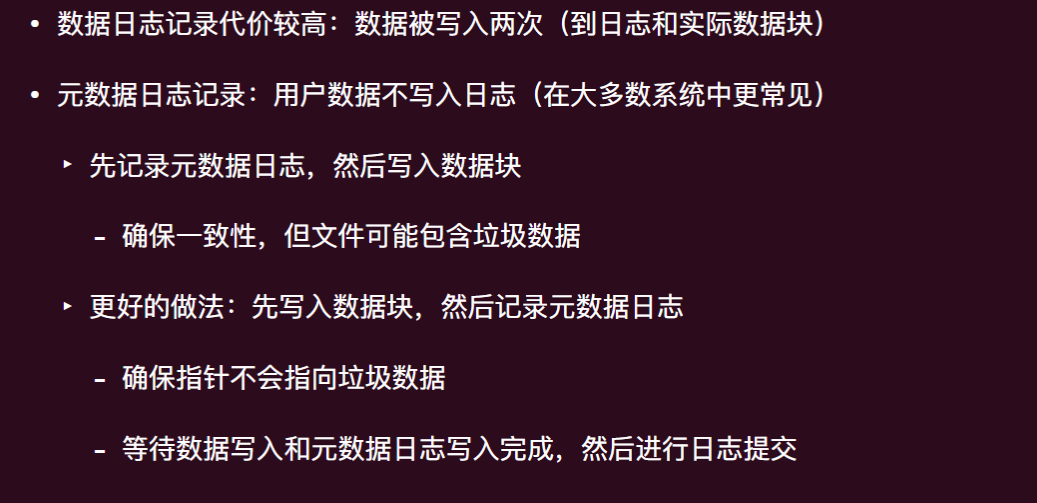 • 数据日志记录代价较高：数据被写入两次（到日志和实际数据块）
• 元数据日志记录：用户数据不写入日志（在大多数系统中更常见）
‣ 先记录元数据日志，然后写入数据块
– 确保一致性，但文件可能包含垃圾数据
‣ 更好的做法：先写入数据块，然后记录元数据日志
– 确保指针不会指向垃圾数据
– 等待数据写入和元数据日志写入完成，然后进行日志提交